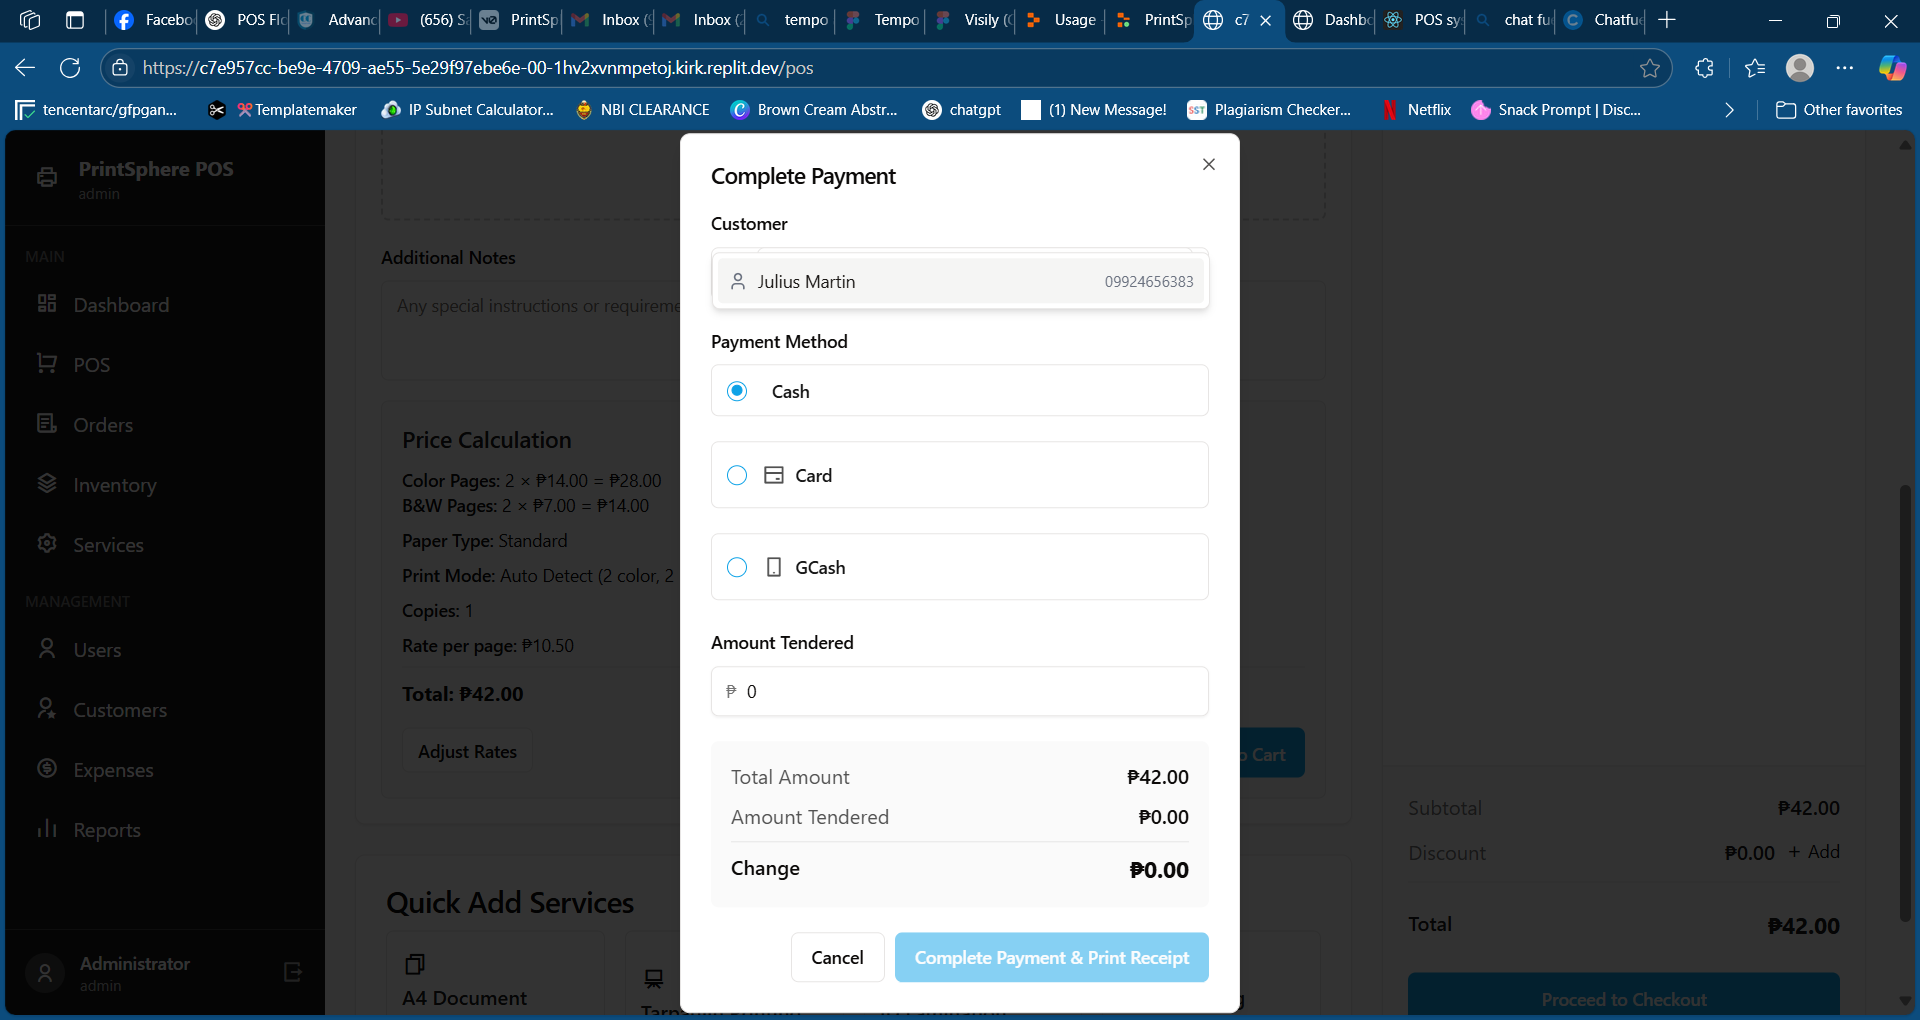 Facebo
POS Flo
Advanc
(656) S
PrintSp
Inbox (
Inbox (
tempo
Tempo
Visily (
Usage
PrintSp
c7
Dashbo
POS sy
chat fu
Chatfue
https://c7e957cc-be9e-4709-ae55-5e29f97ebe6e-00-1hv2xvnmpetoj.kirk.replit.dev/pos
tencentarc/gfpgan...
Templatemaker
IP Subnet Calculator...
NBI CLEARANCE
Brown Cream Abstr...
chatgpt
(1) New Message!
SST
Plagiarism Checker...
Netflix
Snack Prompt | Disc...
Other favorites
PrintSphere POS
admin
MAIN
Dashboard
POS
Orders
Inventory
Services
MANAGEMENT
Users
Customers
Expenses
Reports
Administrator
admin
Additional Notes
Any special instructions or requireme
Price Calculation
Color Pages: 2 × ₱14.00 = ₱28.00
B&W Pages: 2 × ₱7.00 = ₱14.00
Paper Type: Standard
Print Mode: Auto Detect (2 color, 2
Copies: 1
Rate per page: ₱10.50
Total: ₱42.00
Adjust Rates
o Cart
Quick Add Services
A4 Document
Complete Payment
Customer
Julius Martin 09924656383
Payment Method
Cash
Card
GCash
Amount Tendered
₱ 0
Total Amount ₱42.00
Amount Tendered ₱0.00
Change ₱0.00
Cancel
Complete Payment & Print Receipt
Subtotal ₱42.00
Discount ₱0.00 + Add
Total ₱42.00
Proceed to Checkout